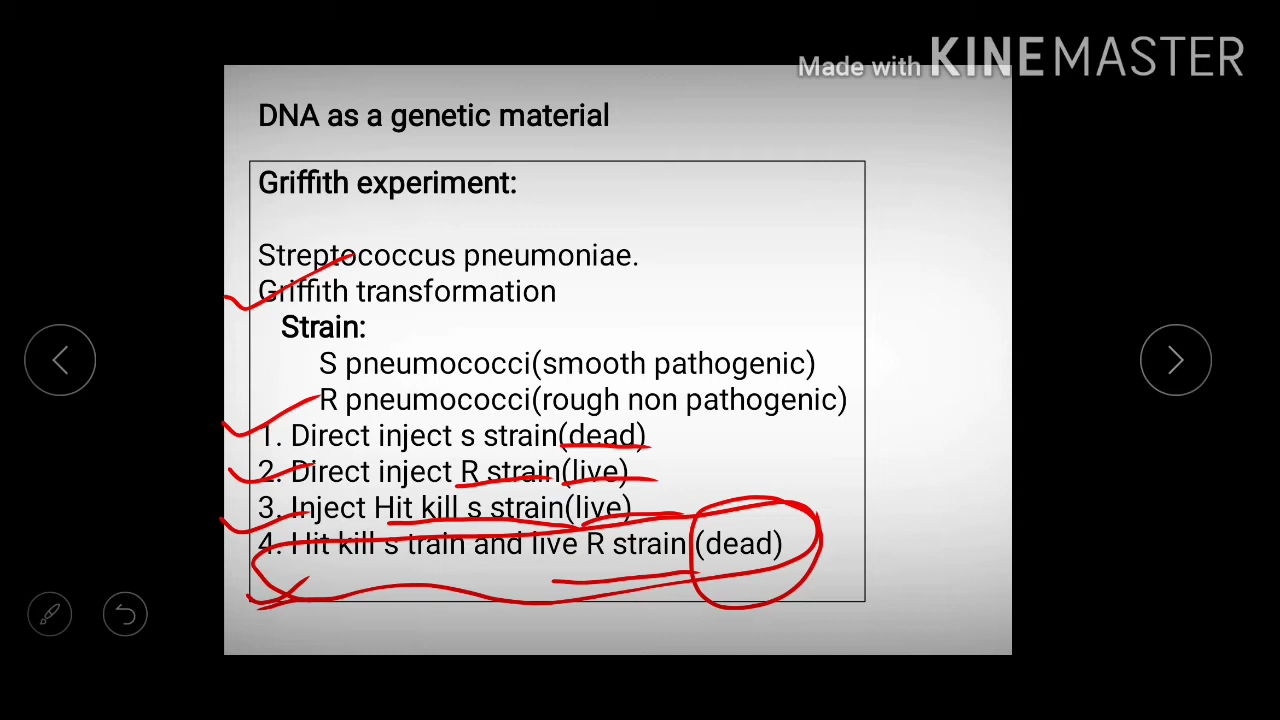 Made with KINEMASTER
DNA as a genetic material
Griffith experiment:
Streptococcus pneumoniae.
Griffith transformation
Strain:
S pneumococci(smooth pathogenic)
R pneumococci(rough non pathogenic)
1. Direct inject s strain(dead)
2. Direct inject R strain(live)
3. Inject Hit kill s strain(live)
4. Hit kill s train and live R strain (dead)